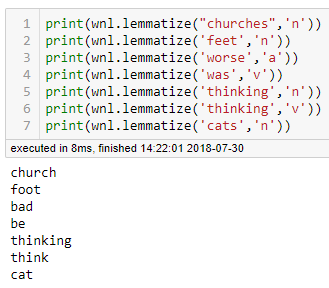 1 print(wnl.lemmatize("churches",'n'))
2 print(wnl.lemmatize('feet','n'))
3 print(wnl.lemmatize('worse','a'))
4 print(wnl.lemmatize('was','v'))
5 print(wnl.lemmatize('thinking','n'))
6 print(wnl.lemmatize('thinking','v'))
7 print(wnl.lemmatize('cats','n'))
executed in 8ms, finished 14:22:01 2018-07-30
church
foot
bad
be
thinking
think
cat